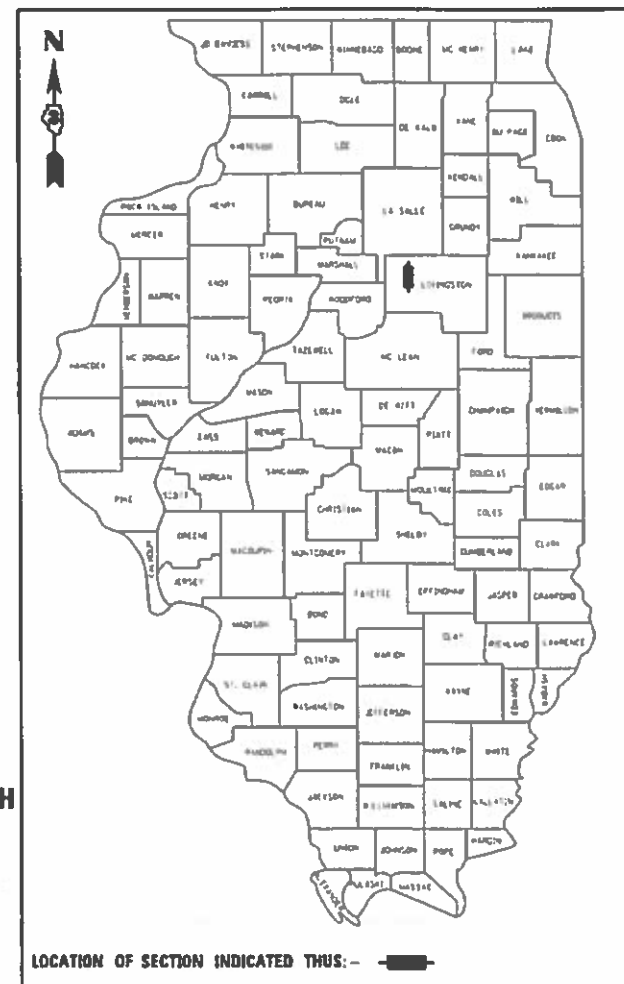 N
JO DAVIESS STEPHENSON WINNEBAGO BOONE MC HENRY LAKE
CARROLL OGLE DE KALB KANE DU PAGE COOK
WHITESIDE LEE KENDALL WILL
ROCK ISLAND HENRY BUREAU LA SALLE GRUNDY
MERCER PUTNAM KANKAKEE
STARK MARSHALL LIVINGSTON
HENDERSON WARREN KNOX PEORIA WOODFORD IROQUOIS
HANCOCK MC DONOUGH FULTON TAZEWELL MC LEAN FORD
SCHUYLER MASON LOGAN DE WITT CHAMPAIGN VERMILION
ADAMS BROWN CASS MENARD MACON PIATT
MORGAN SANGAMON DOUGLAS EDGAR
PIKE SCOTT CHRISTIAN MOULTRIE COLES
GREENE MACOUPIN MONTGOMERY SHELBY CUMBERLAND CLARK
CALHOUN JERSEY FAYETTE EFFINGHAM JASPER CRAWFORD
MADISON BOND CLAY RICHLAND LAWRENCE
CLINTON MARION
ST. CLAIR WASHINGTON JEFFERSON WAYNE EDWARDS WABASH
MONROE
RANDOLPH PERRY FRANKLIN HAMILTON WHITE
H
JACKSON WILLIAMSON SALINE GALLATIN
UNION JOHNSON POPE HARDIN
ALEXANDER PULASKI MASSAC
LOCATION OF SECTION INDICATED THUS: -